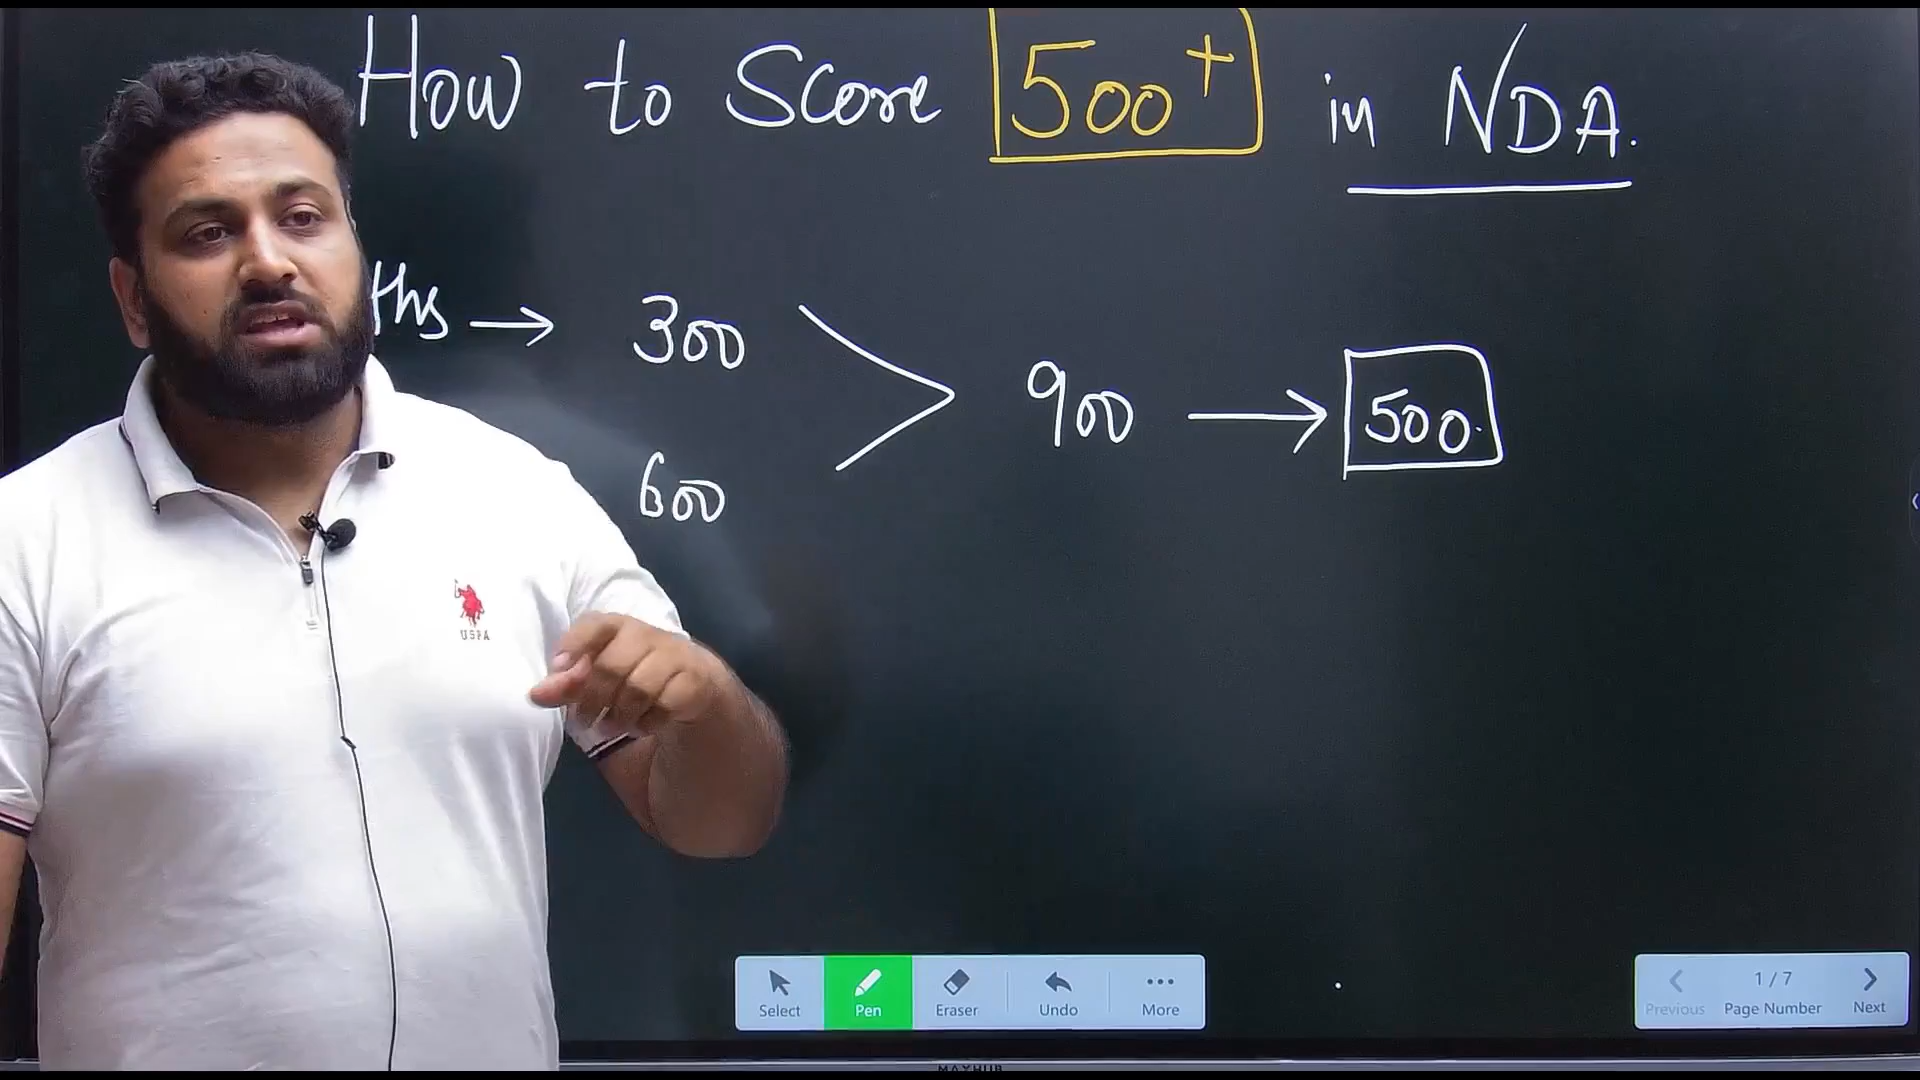 How to Score 500+ in NDA.
ths → 300
900 → 500.
600
USPA
Select Pen Eraser Undo More
1 / 7
Previous Page Number Next
MAXHUB